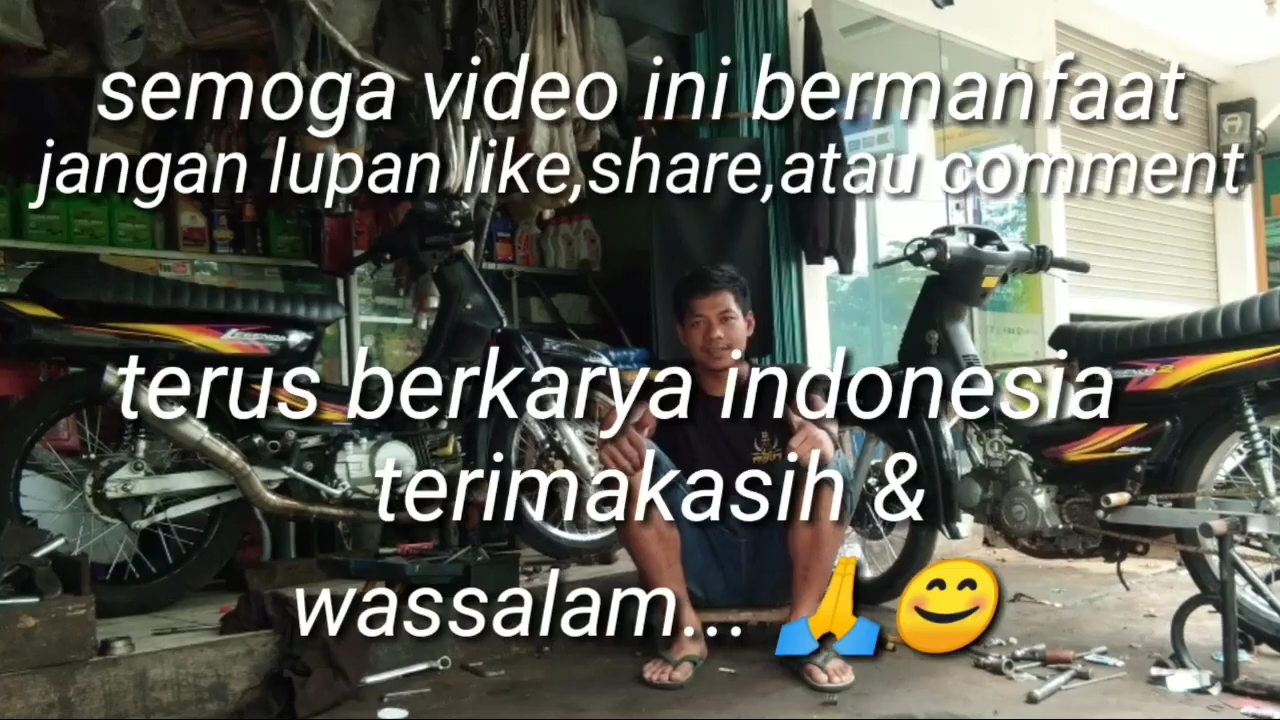 semoga video ini bermanfaat
jangan lupan like,share,atau comment
terus berkarya indonesia
terimakasih &
wassalam... 🙏😊